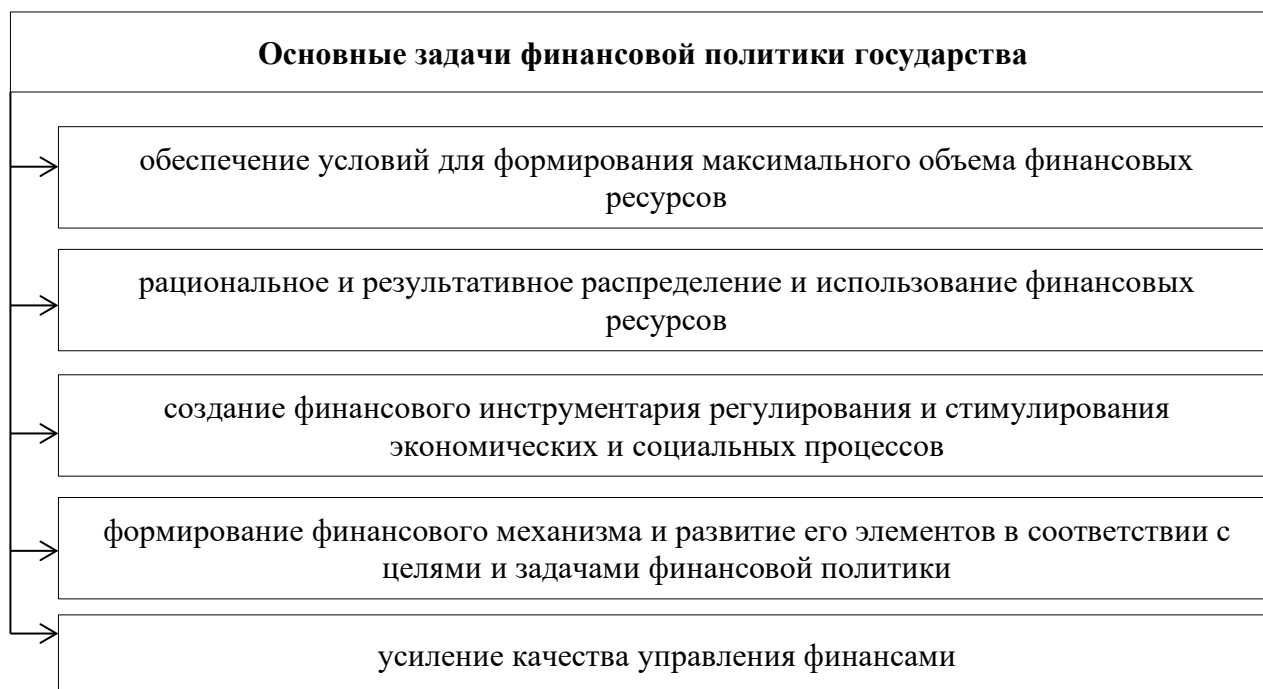 Основные задачи финансовой политики государства
обеспечение условий для формирования максимального объема финансовых
ресурсов
рациональное и результативное распределение и использование финансовых
ресурсов
создание финансового инструментария регулирования и стимулирования
экономических и социальных процессов
формирование финансового механизма и развитие его элементов в соответствии с
целями и задачами финансовой политики
усиление качества управления финансами